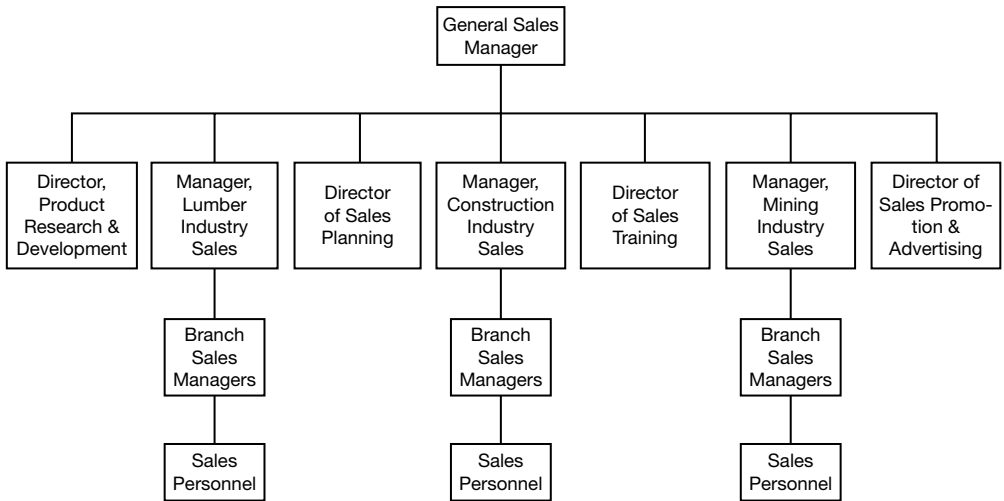 General Sales
Manager
Director,
Product
Research &
Development
Manager,
Lumber
Industry
Sales
Director
of Sales
Planning
Manager,
Construction
Industry
Sales
Director
of Sales
Training
Manager,
Mining
Industry
Sales
Director of
Sales Promo-
tion &
Advertising
Branch
Sales
Managers
Branch
Sales
Managers
Branch
Sales
Managers
Sales
Personnel
Sales
Personnel
Sales
Personnel